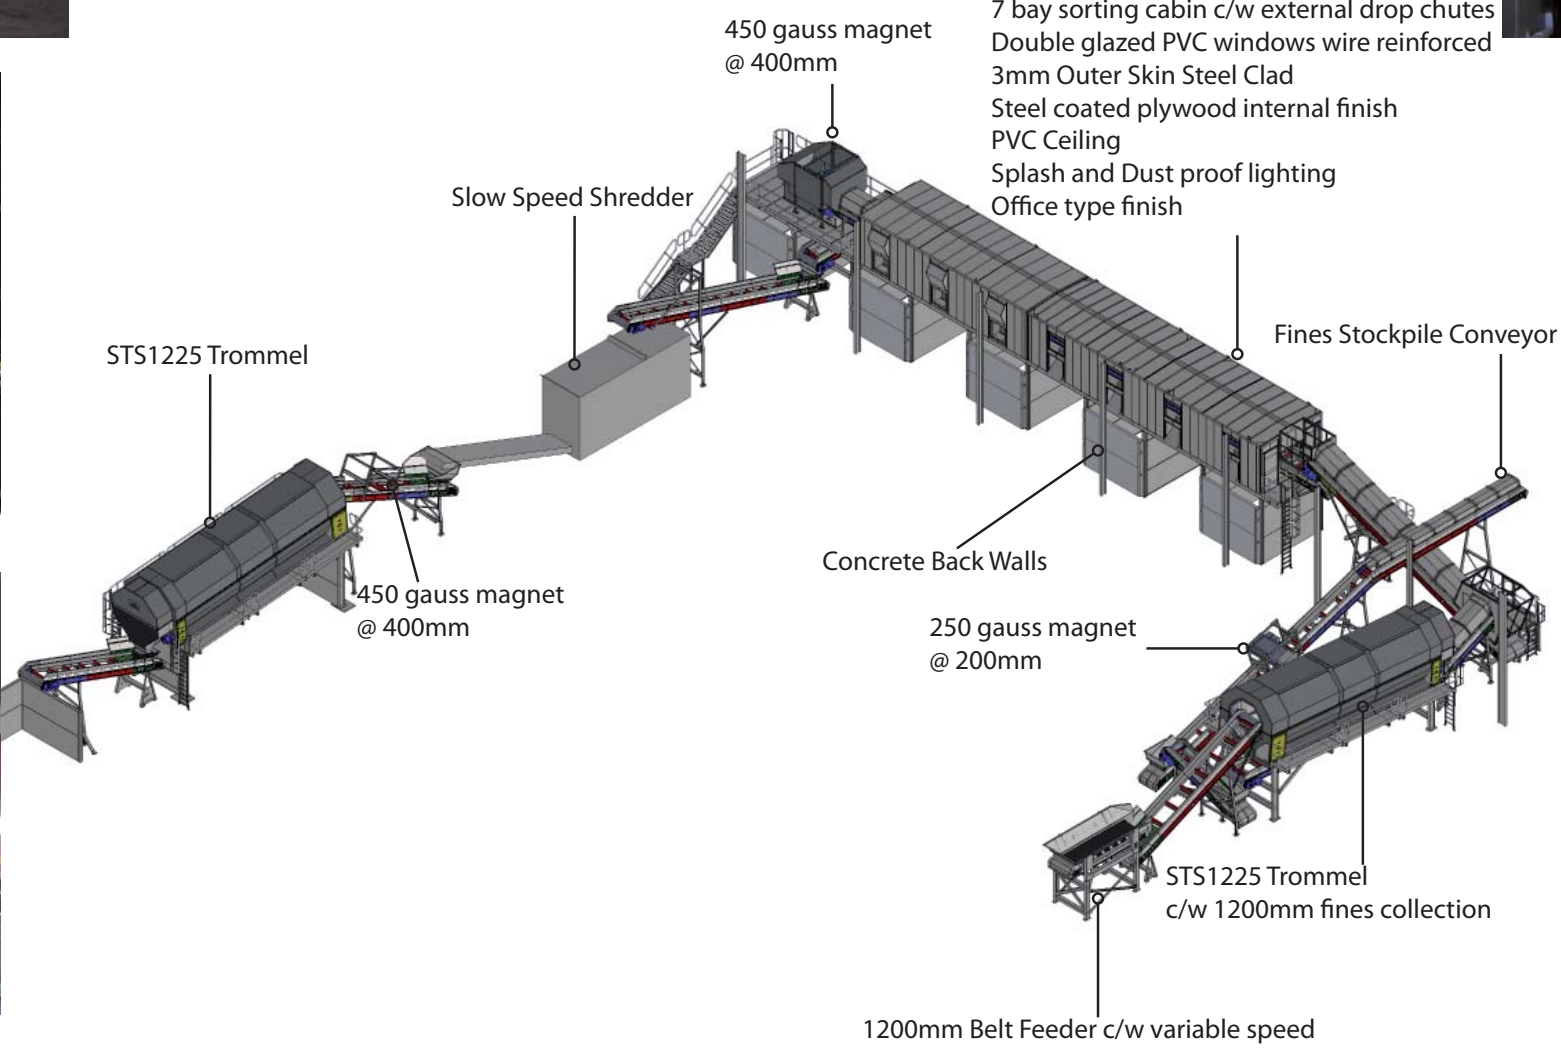 450 gauss magnet
@ 400mm
7 bay sorting cabin c/w external drop chutes
Double glazed PVC windows wire reinforced
3mm Outer Skin Steel Clad
Steel coated plywood internal finish
PVC Ceiling
Splash and Dust proof lighting
Office type finish
Slow Speed Shredder
STS1225 Trommel
Fines Stockpile Conveyor
450 gauss magnet
@ 400mm
Concrete Back Walls
250 gauss magnet
@ 200mm
STS1225 Trommel
c/w 1200mm fines collection
1200mm Belt Feeder c/w variable speed